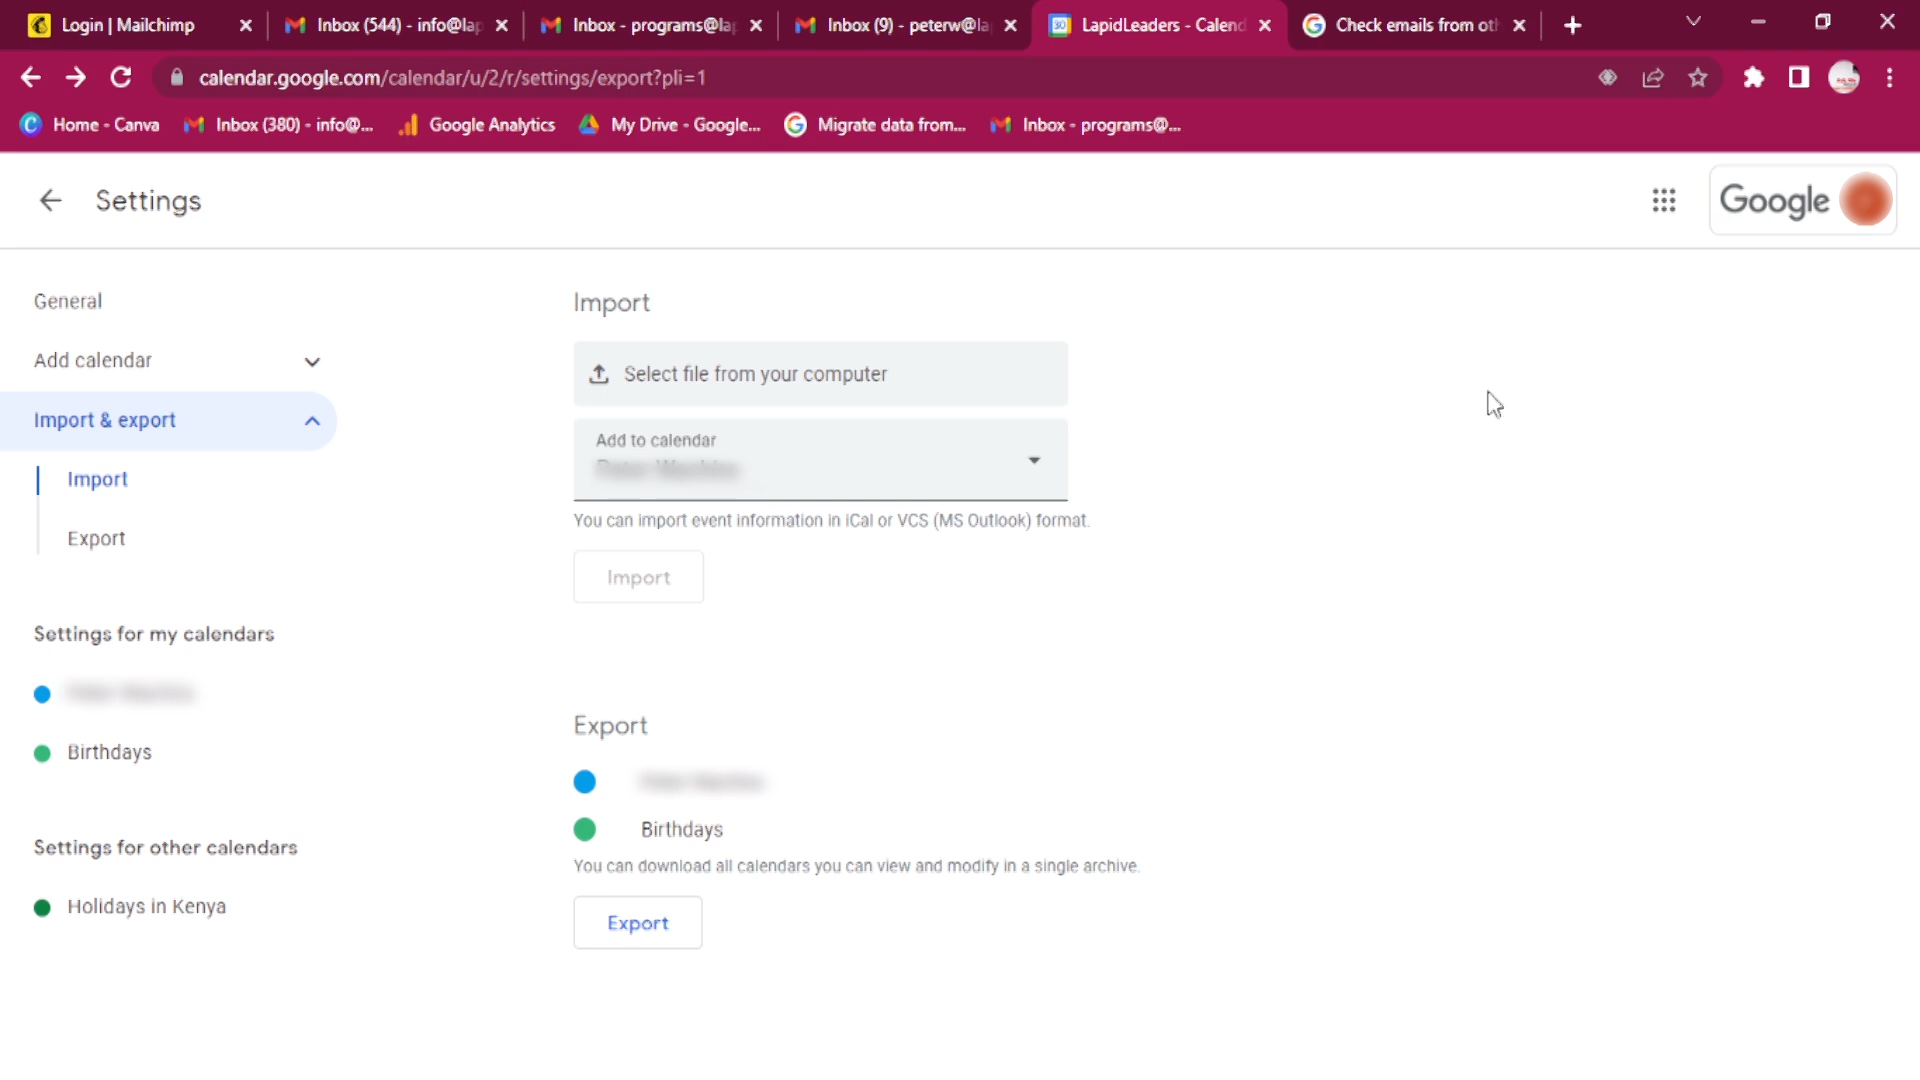 Login | Mailchimp
Inbox (544) - info@lap
Inbox - programs@la
Inbox (9) - peterw@la
LapidLeaders - Calend
Check emails from oth
calendar.google.com/calendar/u/2/r/settings/export?pli=1
Home - Canva
Inbox (380) - info@...
Google Analytics
My Drive - Google...
Migrate data from...
Inbox - programs@...
Settings
Google
General
Add calendar
Import & export
Import
Export
Settings for my calendars
Birthdays
Settings for other calendars
Holidays in Kenya
Import
Select file from your computer
Add to calendar
You can import event information in iCal or VCS (MS Outlook) format.
Import
Export
Birthdays
You can download all calendars you can view and modify in a single archive.
Export